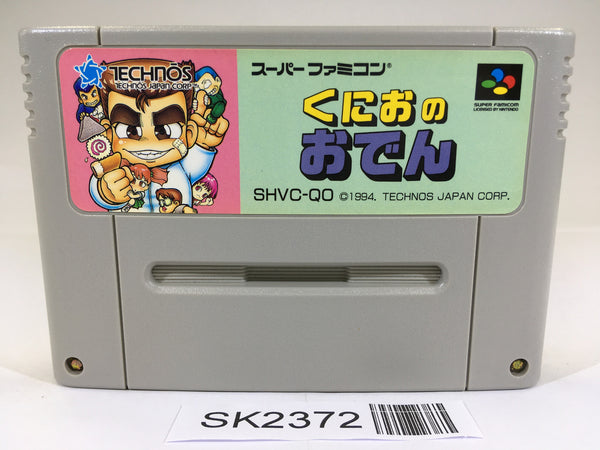 TECHNŌS
TECHNOS JAPAN CORP.
スーパーファミコン®
くにおの
おでん
SUPER FAMICOM
LICENSED BY NINTENDO
SHVC-QO ©1994. TECHNOS JAPAN CORP.
SK2372